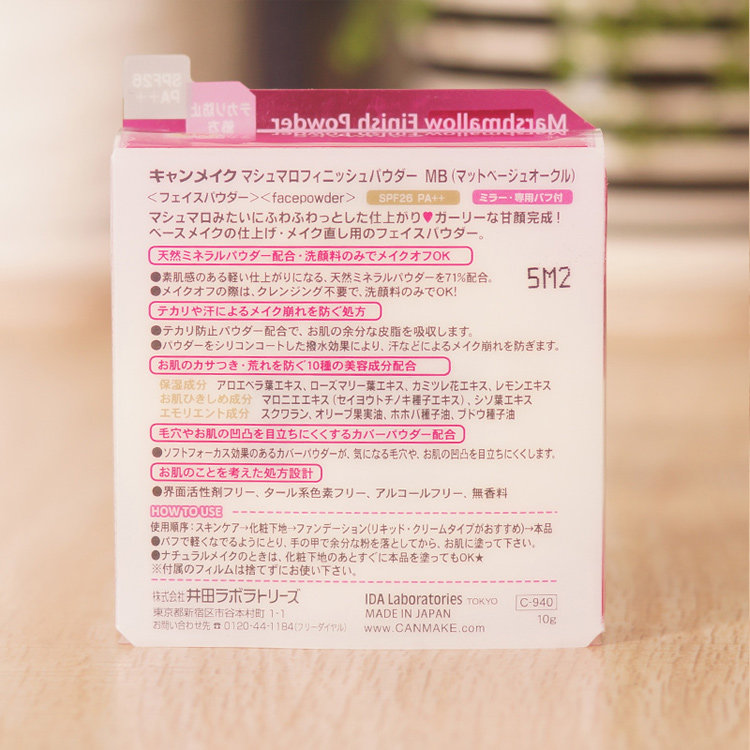 SPF26
PA++
テカリ防止
処方
Marshmallow Finish Powder
キャンメイク マシュマロフィニッシュパウダー MB(マットベージュオークル)
<フェイスパウダー><facepowder> SPF26 PA++ ミラー・専用パフ付
マシュマロみたいにふわふわっとした仕上がり♥ガーリーな甘顔完成!
ベースメイクの仕上げ・メイク直し用のフェイスパウダー。
天然ミネラルパウダー配合・洗顔料のみでメイクオフOK
●素肌感のある軽い仕上がりになる、天然ミネラルパウダーを71%配合。
●メイクオフの際は、クレンジング不要で、洗顔料のみでOK!
5M2
テカリや汗によるメイク崩れを防ぐ処方
●テカリ防止パウダー配合で、お肌の余分な皮脂を吸収します。
●パウダーをシリコンコートした撥水効果により、汗などによるメイク崩れを防ぎます。
お肌のカサつき・荒れを防ぐ10種の美容成分配合
保湿成分 アロエベラ葉エキス、ローズマリー葉エキス、カミツレ花エキス、レモンエキス
お肌ひきしめ成分 マロニエエキス(セイヨウトチノキ種子エキス)、シソ葉エキス
エモリエント成分 スクワラン、オリーブ果実油、ホホバ種子油、ブドウ種子油
毛穴やお肌の凹凸を目立ちにくくするカバーパウダー配合
●ソフトフォーカス効果のあるカバーパウダーが、気になる毛穴や、お肌の凹凸を目立ちにくくします。
お肌のことを考えた処方設計
●界面活性剤フリー、タール系色素フリー、アルコールフリー、無香料
HOW TO USE
使用順序:スキンケア→化粧下地→ファンデーション(リキッド・クリームタイプがおすすめ)→本品
●パフで軽くなでるようにとり、手の甲で余分な粉を落としてから、お肌に塗って下さい。
●ナチュラルメイクのときは、化粧下地のあとすぐに本品を塗ってもOK★
※付属のフィルムは捨てずにお使い下さい。
株式会社 井田ラボラトリーズ IDA Laboratories TOKYO C-940
東京都新宿区市谷本村町 1-1 MADE IN JAPAN 10g
お問い合わせ先 ☎ 0120-44-1184(フリーダイヤル) www.CANMAKE.com